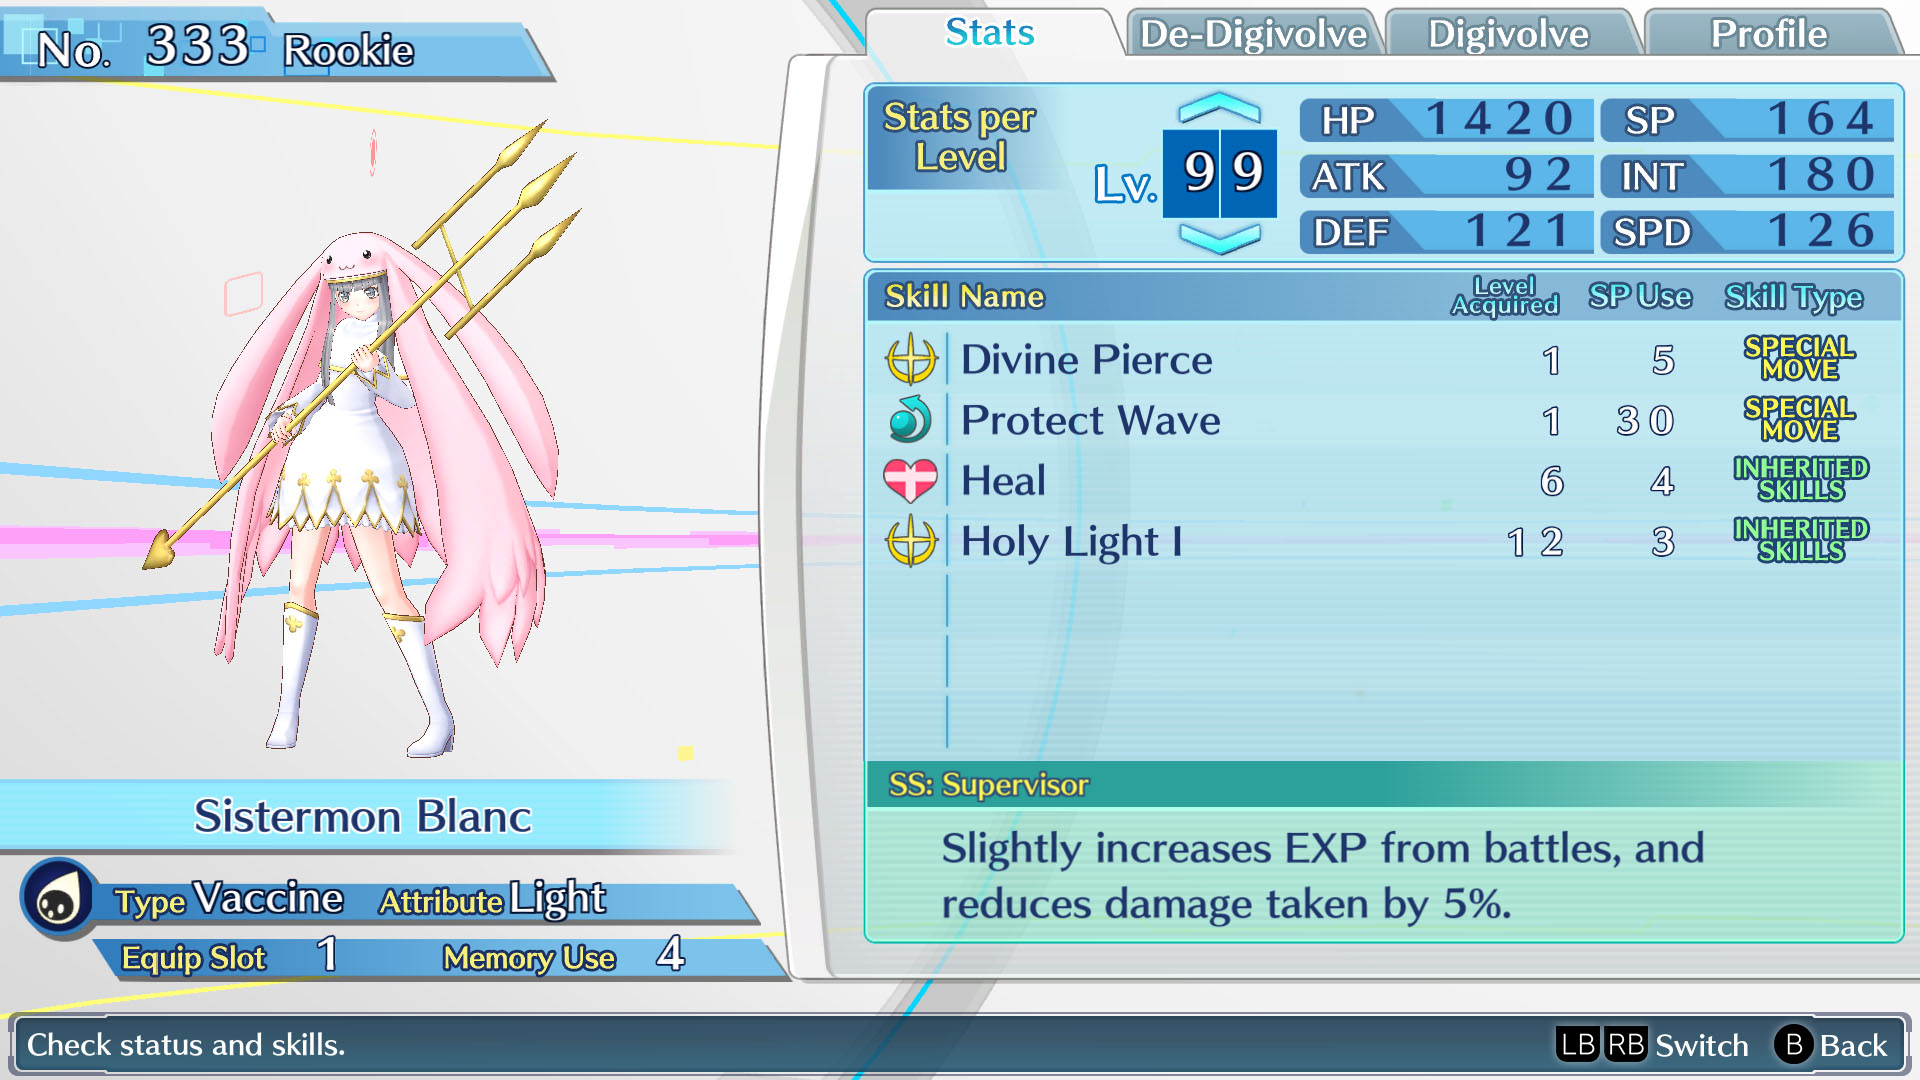 No. 333 Rookie
Stats
De-Digivolve
Digivolve
Profile
Stats per
Level
Lv. 99
HP 1420
SP 164
ATK 92
INT 180
DEF 121
SPD 126
Skill Name
Level
Acquired
SP Use
Skill Type
Divine Pierce 1 5 SPECIAL
MOVE
Protect Wave 1 30 SPECIAL
MOVE
Heal 6 4 INHERITED
SKILLS
Holy Light I 12 3 INHERITED
SKILLS
SS: Supervisor
Slightly increases EXP from battles, and
reduces damage taken by 5%.
Sistermon Blanc
Type Vaccine Attribute Light
Equip Slot 1 Memory Use 4
Check status and skills.
LB RB Switch B Back